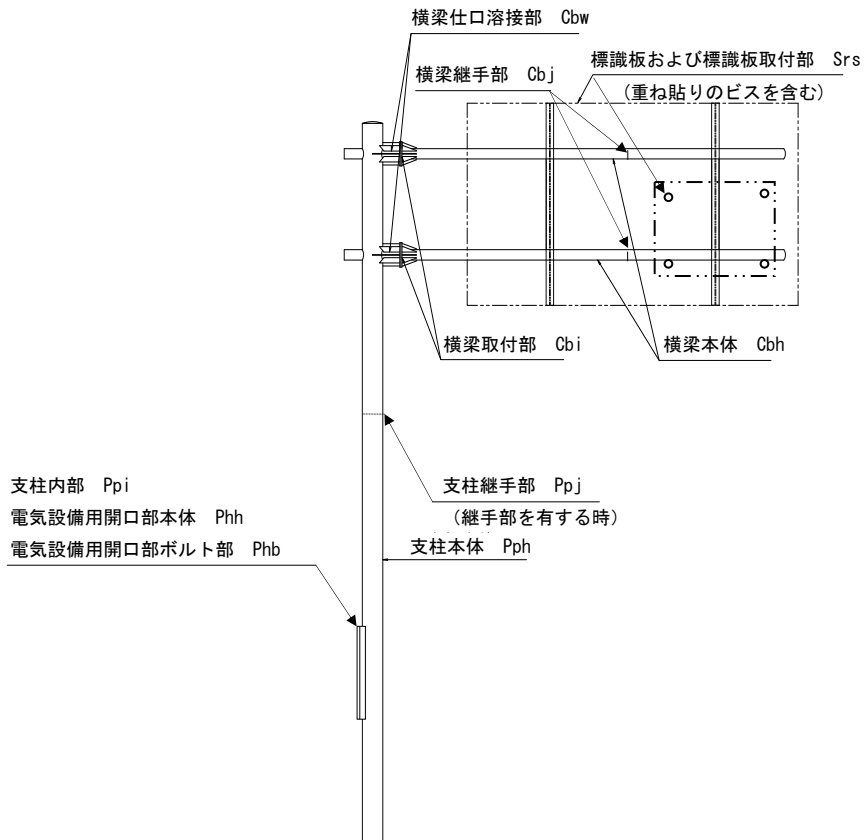 横梁仕口溶接部 Cbw
標識板および標識板取付部 Srs
横梁継手部 Cbj
(重ね貼りのビスを含む)
横梁取付部 Cbi
横梁本体 Cbh
支柱内部 Ppi
支柱継手部 Ppj
電気設備用開口部本体 Phh
(継手部を有する時)
電気設備用開口部ボルト部 Phb
支柱本体 Pph